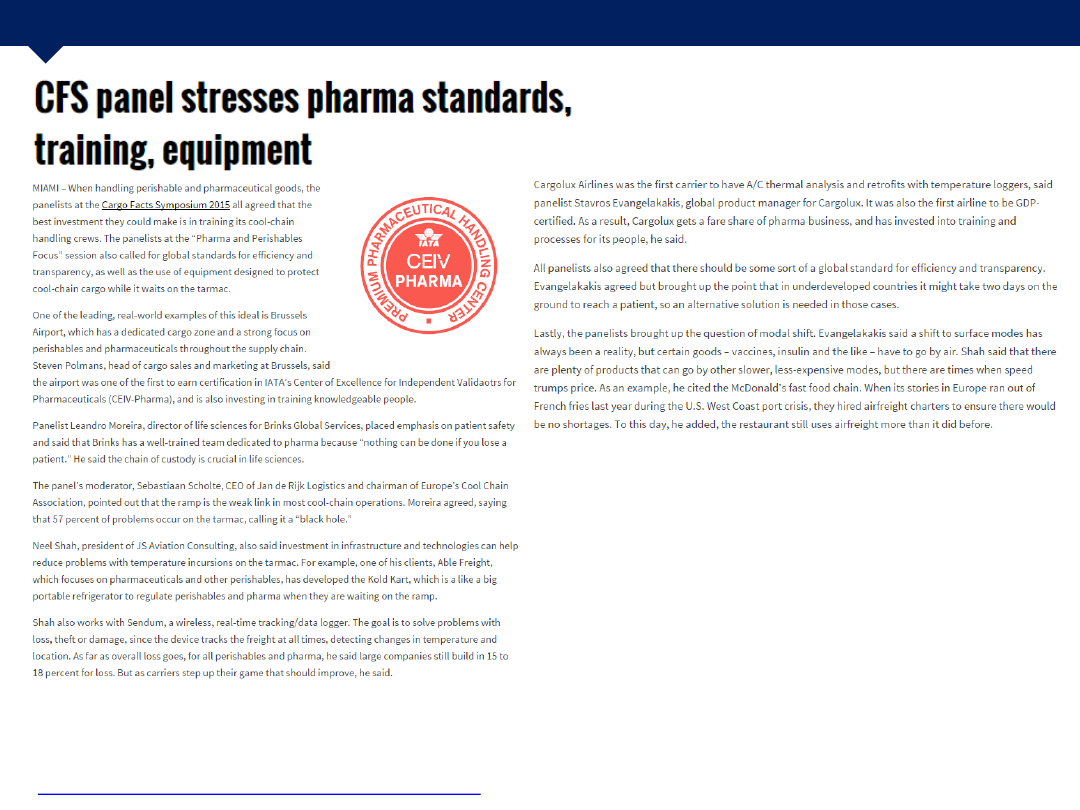 CFS panel stresses pharma standards,
training, equipment
MIAMI – When handling perishable and pharmaceutical goods, the
panelists at the Cargo Facts Symposium 2015 all agreed that the
best investment they could make is in training its cool-chain
handling crews. The panelists at the “Pharma and Perishables
Focus” session also called for global standards for efficiency and
transparency, as well as the use of equipment designed to protect
cool-chain cargo while it waits on the tarmac.
PREMIUM PHARMACEUTICAL HANDLING CENTER
IATA
CEIV
PHARMA
One of the leading, real-world examples of this ideal is Brussels
Airport, which has a dedicated cargo zone and a strong focus on
perishables and pharmaceuticals throughout the supply chain.
Steven Polmans, head of cargo sales and marketing at Brussels, said
the airport was one of the first to earn certification in IATA’s Center of Excellence for Independent Validaotrs for
Pharmaceuticals (CEIV-Pharma), and is also investing in training knowledgeable people.
Panelist Leandro Moreira, director of life sciences for Brinks Global Services, placed emphasis on patient safety
and said that Brinks has a well-trained team dedicated to pharma because “nothing can be done if you lose a
patient.” He said the chain of custody is crucial in life sciences.
The panel’s moderator, Sebastiaan Scholte, CEO of Jan de Rijk Logistics and chairman of Europe’s Cool Chain
Association, pointed out that the ramp is the weak link in most cool-chain operations. Moreira agreed, saying
that 57 percent of problems occur on the tarmac, calling it a “black hole.”
Neel Shah, president of JS Aviation Consulting, also said investment in infrastructure and technologies can help
reduce problems with temperature incursions on the tarmac. For example, one of his clients, Able Freight,
which focuses on pharmaceuticals and other perishables, has developed the Kold Kart, which is a like a big
portable refrigerator to regulate perishables and pharma when they are waiting on the ramp.
Shah also works with Sendum, a wireless, real-time tracking/data logger. The goal is to solve problems with
loss, theft or damage, since the device tracks the freight at all times, detecting changes in temperature and
location. As far as overall loss goes, for all perishables and pharma, he said large companies still build in 15 to
18 percent for loss. But as carriers step up their game that should improve, he said.
Cargolux Airlines was the first carrier to have A/C thermal analysis and retrofits with temperature loggers, said
panelist Stavros Evangelakakis, global product manager for Cargolux. It was also the first airline to be GDP-
certified. As a result, Cargolux gets a fare share of pharma business, and has invested into training and
processes for its people, he said.
All panelists also agreed that there should be some sort of a global standard for efficiency and transparency.
Evangelakakis agreed but brought up the point that in underdeveloped countries it might take two days on the
ground to reach a patient, so an alternative solution is needed in those cases.
Lastly, the panelists brought up the question of modal shift. Evangelakakis said a shift to surface modes has
always been a reality, but certain goods – vaccines, insulin and the like – have to go by air. Shah said that there
are plenty of products that can go by other slower, less-expensive modes, but there are times when speed
trumps price. As an example, he cited the McDonald’s fast food chain. When its stories in Europe ran out of
French fries last year during the U.S. West Coast port crisis, they hired airfreight charters to ensure there would
be no shortages. To this day, he added, the restaurant still uses airfreight more than it did before.